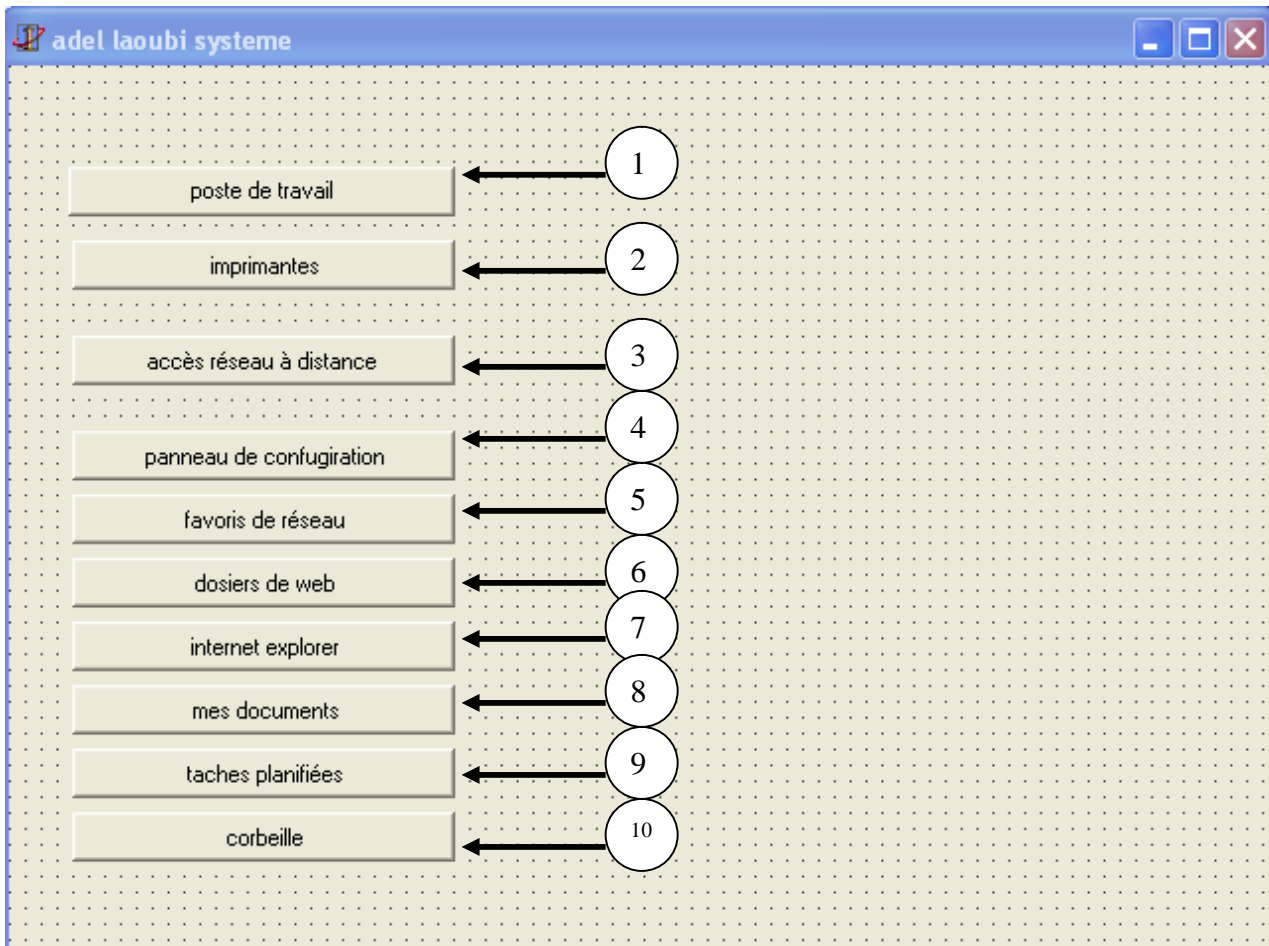 adel laoubi systeme
poste de travail 1
imprimantes 2
accès réseau à distance 3
panneau de confugiration 4
favoris de réseau 5
dosiers de web 6
internet explorer 7
mes documents 8
taches planifiées 9
corbeille 10